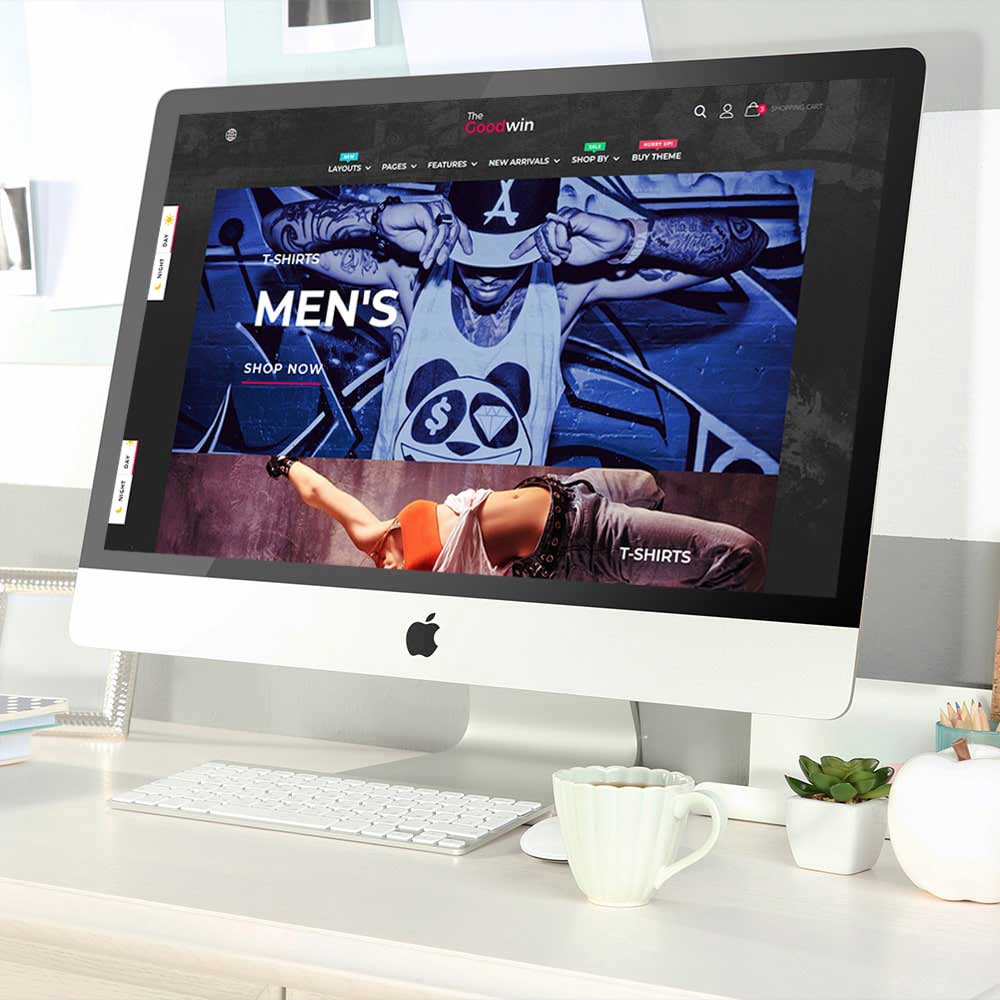 The
Goodwin
3
SHOPPING CART
NEW
SALE
HURRY UP!
LAYOUTS
PAGES
FEATURES
NEW ARRIVALS
SHOP BY
BUY THEME
DAY
NIGHT
T-SHIRTS
MEN'S
SHOP NOW
A
$
DAY
NIGHT
T-SHIRTS